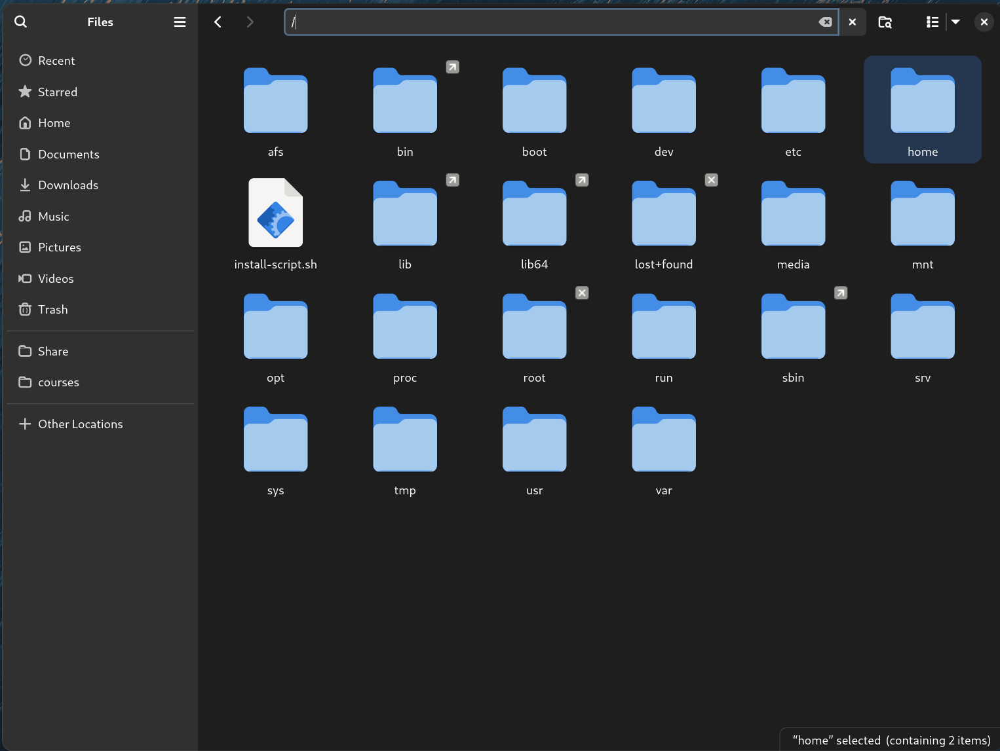 Files
/
Recent
Starred
Home
Documents
Downloads
Music
Pictures
Videos
Trash
Share
courses
Other Locations
afs
bin
boot
dev
etc
home
install-script.sh
lib
lib64
lost+found
media
mnt
opt
proc
root
run
sbin
srv
sys
tmp
usr
var
“home” selected (containing 2 items)